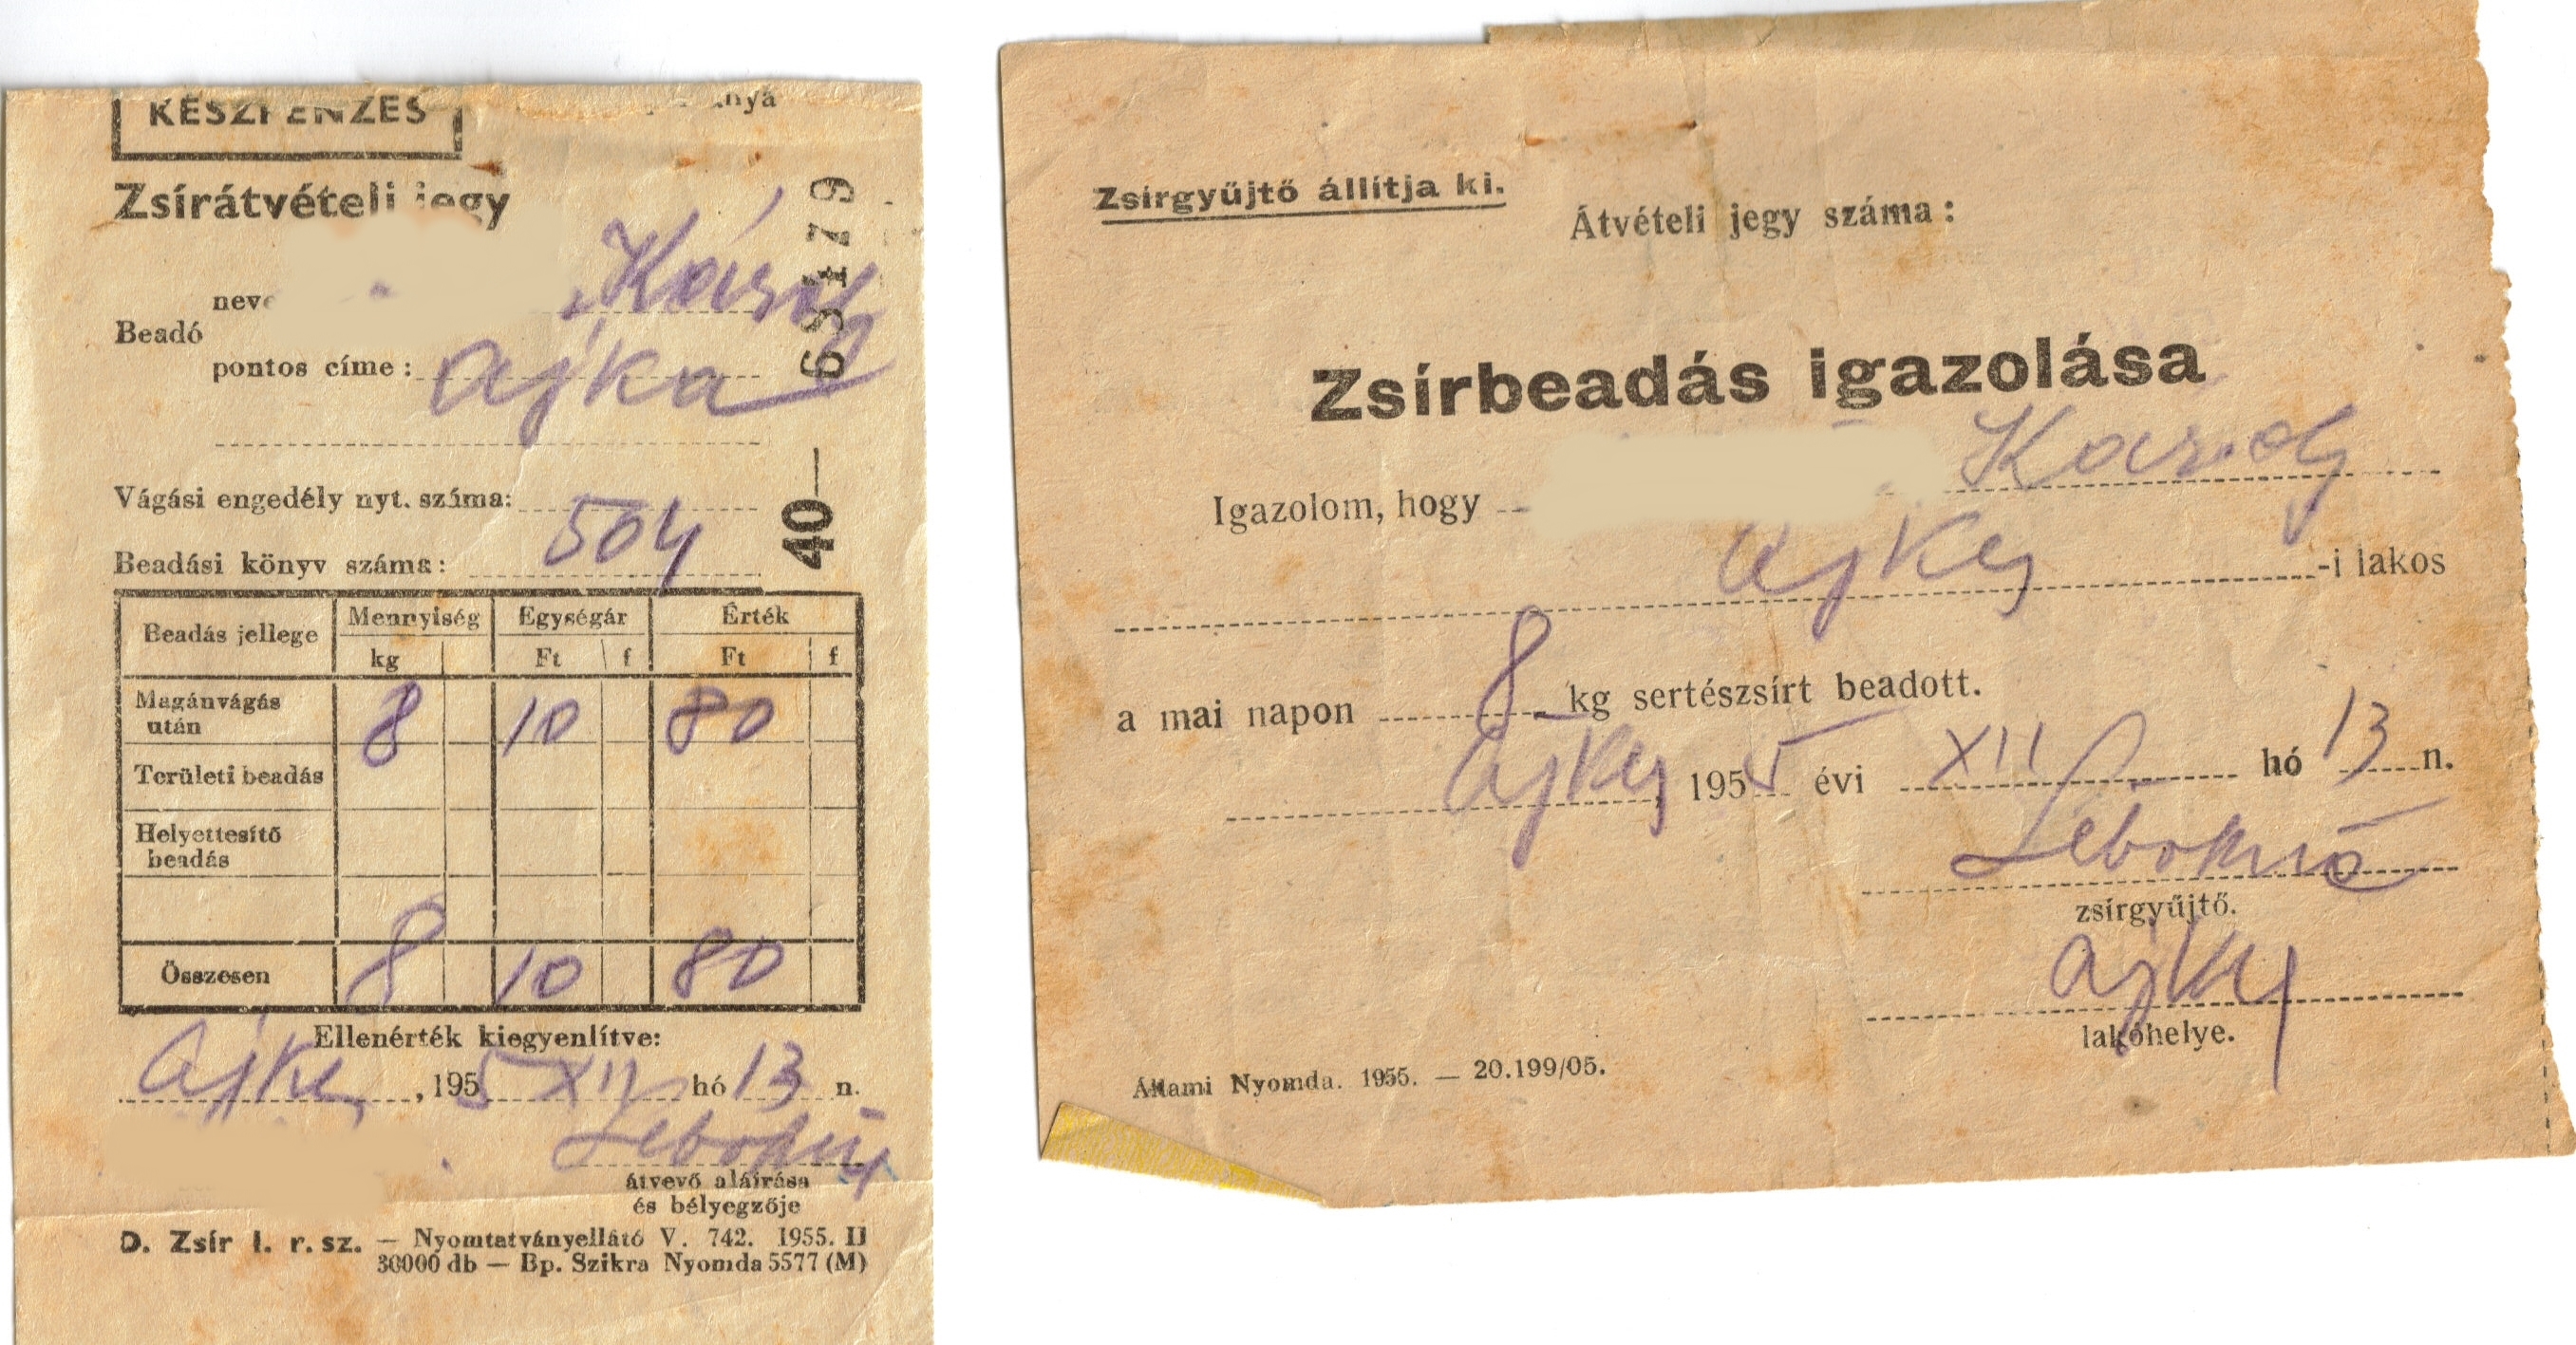 KÉSZPÉNZES
Zsírátvételi jegy
Beadó
neve
Károly
pontos címe: Ajka
Vágási engedély nyt. száma:
Beadási könyv száma: 504
40—
Beadás jellege Mennyiség Egységár Érték
kg Ft f Ft f
Magánvágás után 8 10 80
Területi beadás
Helyettesítő beadás
Összesen 8 10 80
Ellenérték kiegyenlítve:
Ajka, 1955 XII hó 13 n.
átvevő aláírása
és bélyegzője
D. Zsír 1. r. sz. — Nyomtatványellátó V. 742. 1955. II
30000 db — Bp. Szikra Nyomda 5577 (M)
Zsírgyűjtő állítja ki.
Átvételi jegy száma:
Zsírbeadás igazolása
Igazolom, hogy Károly
Ajka -i lakos
a mai napon 8 kg sertészsírt beadott.
Ajka, 1955 évi XII hó 13 n.
zsírgyűjtő.
Ajka
lakóhelye.
Állami Nyomda. 1955. — 20.199/05.